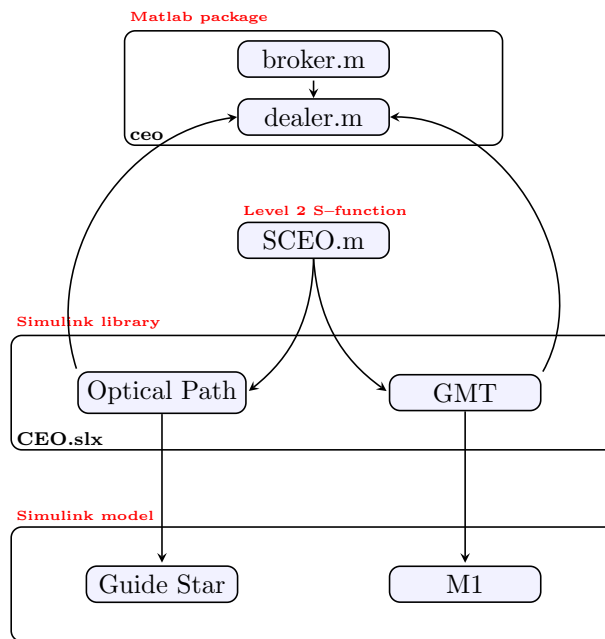 Matlab package
broker.m
dealer.m
ceo
Level 2 S–function
SCEO.m
Simulink library
Optical Path
GMT
CEO.slx
Simulink model
Guide Star
M1